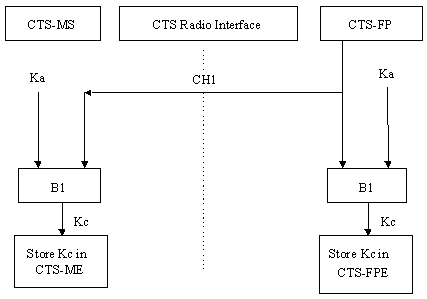 CTS-MS
CTS Radio Interface
CTS-FP
Ka
CH1
Ka
B1
B1
Kc
Kc
Store Kc in
CTS-ME
Store Kc in
CTS-FPE